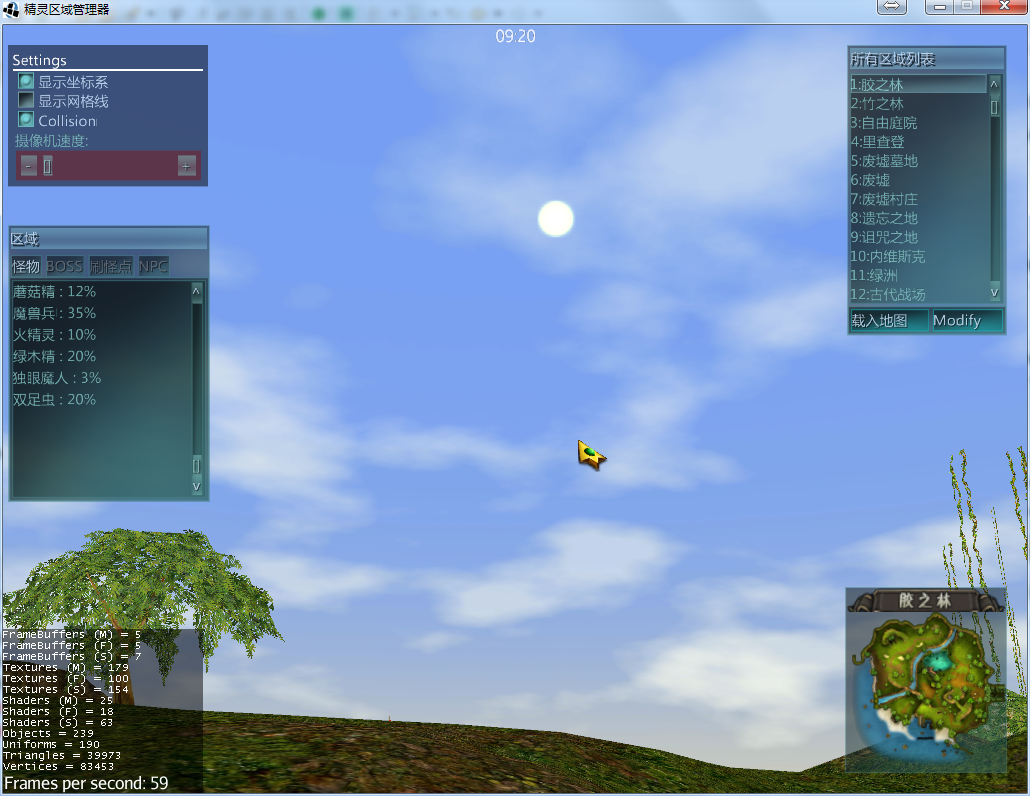 精灵区域管理器
09:20
Settings
显示坐标系
显示网格线
Collision
摄像机速度:
- +
区域
怪物 BOSS 刷怪点 NPC
蘑菇精 : 12%
魔兽兵 : 35%
火精灵 : 10%
绿木精 : 20%
独眼魔人 : 3%
双足虫 : 20%
所有区域列表
1:胶之林
2:竹之林
3:自由庭院
4:里查登
5:废墟墓地
6:废墟
7:废墟村庄
8:遗忘之地
9:诅咒之地
10:内维斯克
11:绿洲
12:古代战场
载入地图 Modify
胶之林
FrameBuffers (M) = 5
FrameBuffers (F) = 5
FrameBuffers (S) = 7
Textures (M) = 179
Textures (F) = 100
Textures (S) = 154
Shaders (M) = 25
Shaders (F) = 18
Shaders (S) = 63
Objects = 239
Uniforms = 190
Triangles = 39973
Vertices = 83453
Frames per second: 59